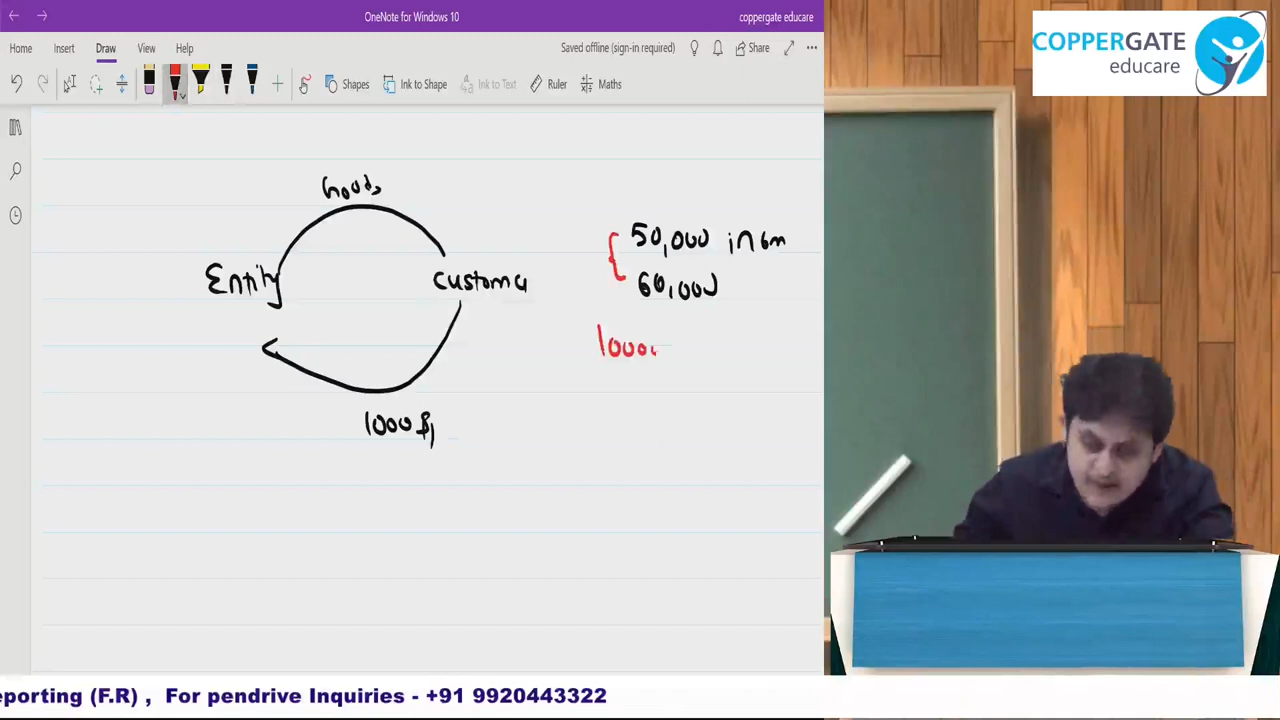 OneNote for Windows 10
coppergate educare
Home Insert Draw View Help
Saved offline (sign-in required)
Share
Shapes
Ink to Shape
Ink to Text
Ruler
Maths
COPPERGATE
educare
Goods
Entity
Custome
1000 $
50,000 in 6m
60,000
1000
eporting (F.R) , For pendrive Inquiries - +91 9920443322